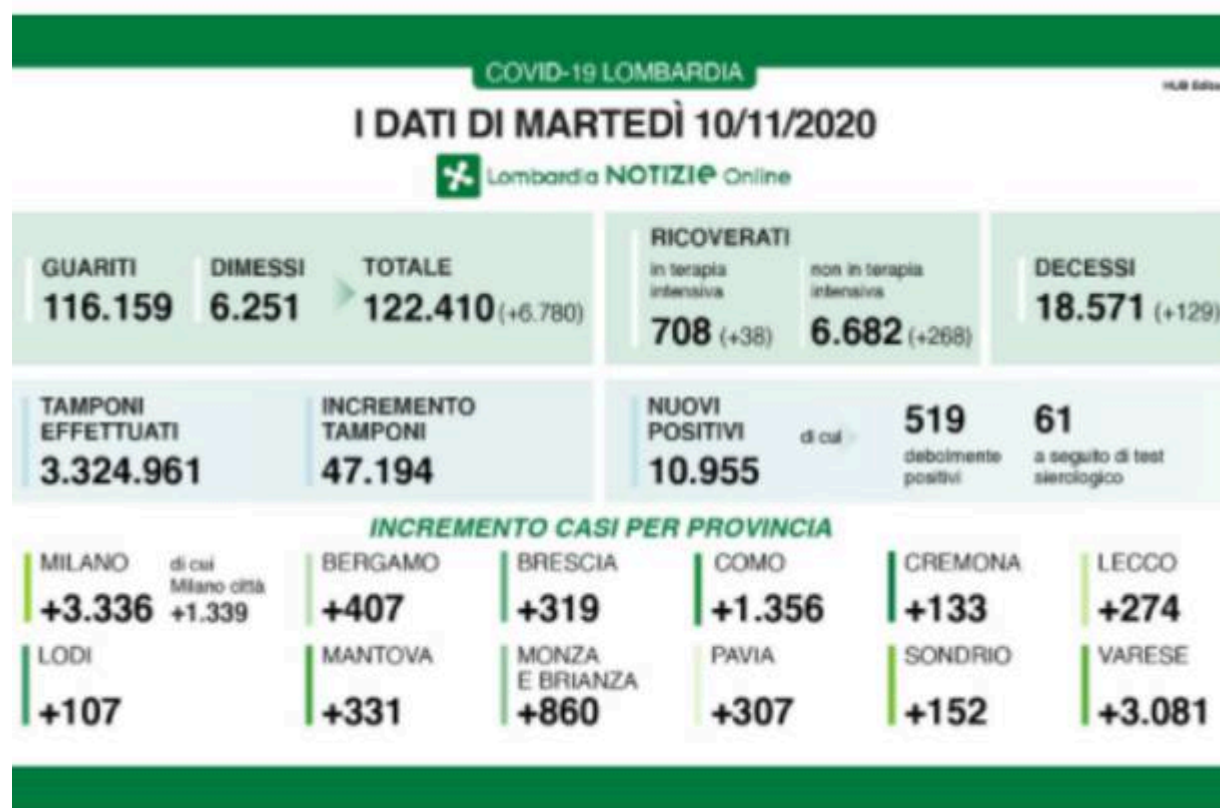 COVID-19 LOMBARDIA
I DATI DI MARTEDÌ 10/11/2020
Lombardia NOTIZIE Online
GUARITI
116.159
DIMESSI
6.251
TOTALE
122.410 (+6.780)
RICOVERATI
in terapia
intensiva
708 (+38)
non in terapia
intensiva
6.682 (+268)
DECESSI
18.571 (+129)
TAMPONI
EFFETTUATI
3.324.961
INCREMENTO
TAMPONI
47.194
NUOVI
POSITIVI
10.955
di cui
519
debolmente
positivi
61
a seguito di test
sierologico
INCREMENTO CASI PER PROVINCIA
MILANO
+3.336
di cui
Milano città
+1.339
BERGAMO
+407
BRESCIA
+319
COMO
+1.356
CREMONA
+133
LECCO
+274
LODI
+107
MANTOVA
+331
MONZA
E BRIANZA
+860
PAVIA
+307
SONDRIO
+152
VARESE
+3.081